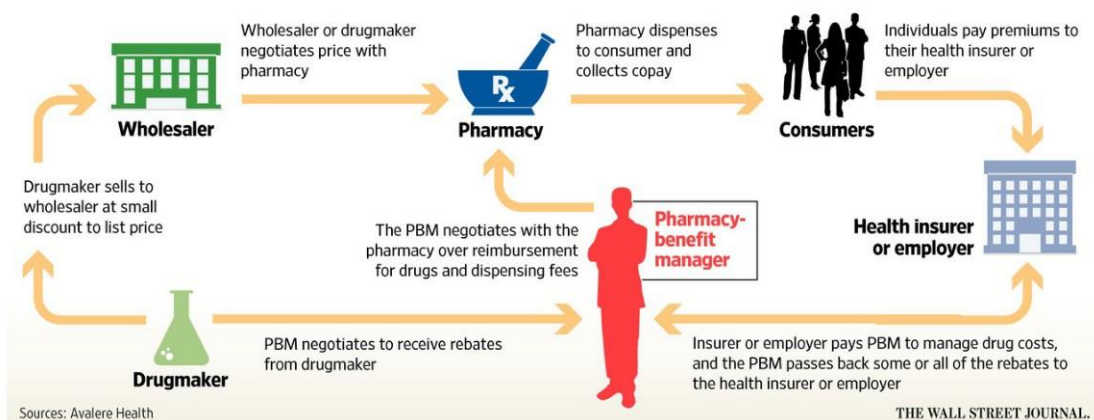 Wholesaler or drugmaker
negotiates price with
pharmacy
Pharmacy dispenses
to consumer and
collects copay
Individuals pay premiums to
their health insurer or
employer
Rx
Wholesaler
Pharmacy
Consumers
Drugmaker sells to
wholesaler at small
discount to list price
The PBM negotiates with the
pharmacy over reimbursement
for drugs and dispensing fees
Pharmacy-
benefit
manager
Health insurer
or employer
PBM negotiates to receive rebates
from drugmaker
Insurer or employer pays PBM to manage drug costs,
and the PBM passes back some or all of the rebates to
the health insurer or employer
Drugmaker
Sources: Avalere Health
THE WALL STREET JOURNAL.